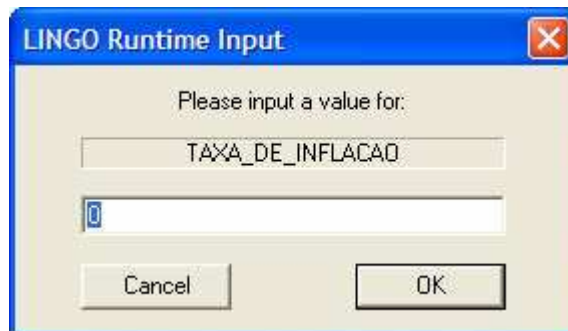 LINGO Runtime Input
Please input a value for:
TAXA_DE_INFLACAO
0
Cancel OK